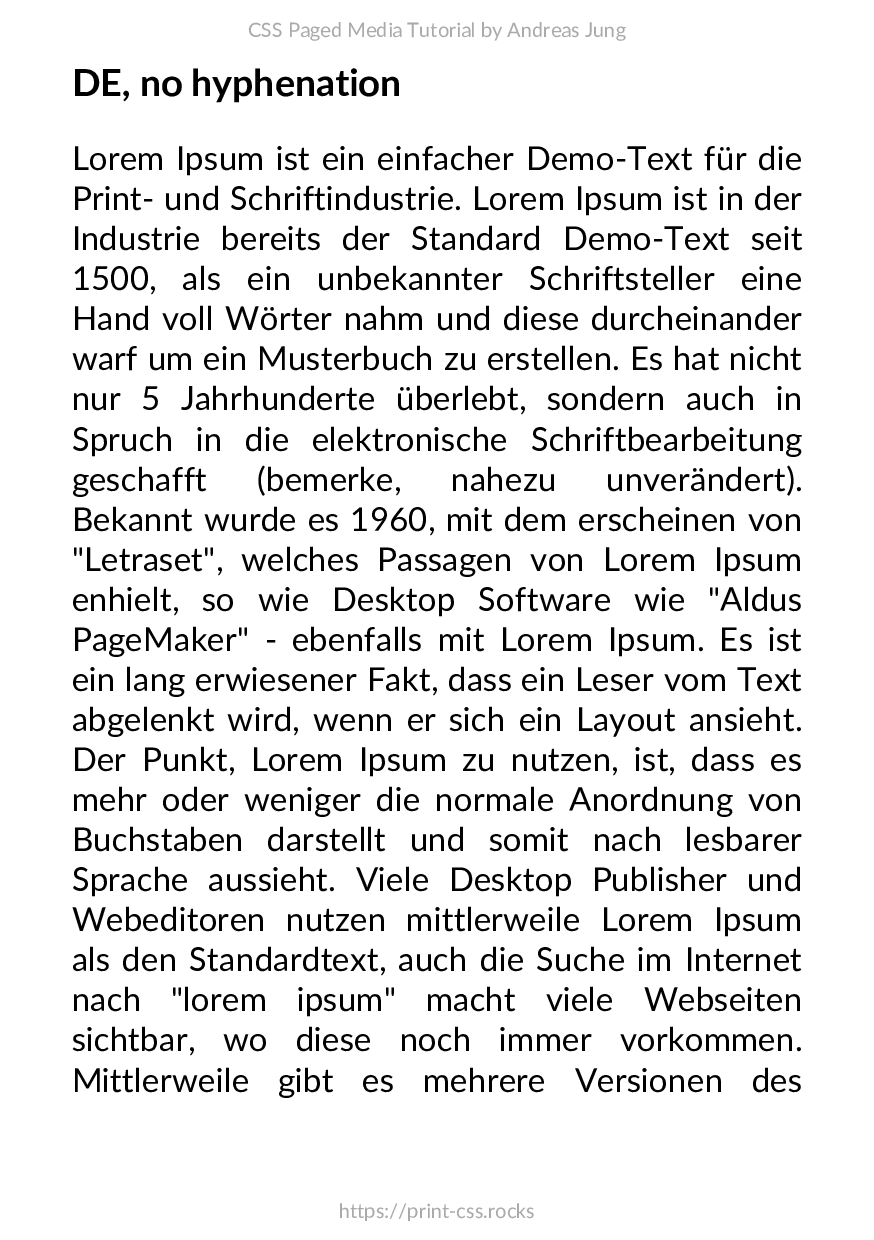 CSS Paged Media Tutorial by Andreas Jung
DE, no hyphenation
Lorem Ipsum ist ein einfacher Demo-Text für die
Print- und Schriftindustrie. Lorem Ipsum ist in der
Industrie bereits der Standard Demo-Text seit
1500, als ein unbekannter Schriftsteller eine
Hand voll Wörter nahm und diese durcheinander
warf um ein Musterbuch zu erstellen. Es hat nicht
nur 5 Jahrhunderte überlebt, sondern auch in
Spruch in die elektronische Schriftbearbeitung
geschafft (bemerke, nahezu unverändert).
Bekannt wurde es 1960, mit dem erscheinen von
"Letraset", welches Passagen von Lorem Ipsum
enhielt, so wie Desktop Software wie "Aldus
PageMaker" - ebenfalls mit Lorem Ipsum. Es ist
ein lang erwiesener Fakt, dass ein Leser vom Text
abgelenkt wird, wenn er sich ein Layout ansieht.
Der Punkt, Lorem Ipsum zu nutzen, ist, dass es
mehr oder weniger die normale Anordnung von
Buchstaben darstellt und somit nach lesbarer
Sprache aussieht. Viele Desktop Publisher und
Webeditoren nutzen mittlerweile Lorem Ipsum
als den Standardtext, auch die Suche im Internet
nach "lorem ipsum" macht viele Webseiten
sichtbar, wo diese noch immer vorkommen.
Mittlerweile gibt es mehrere Versionen des
https://print-css.rocks